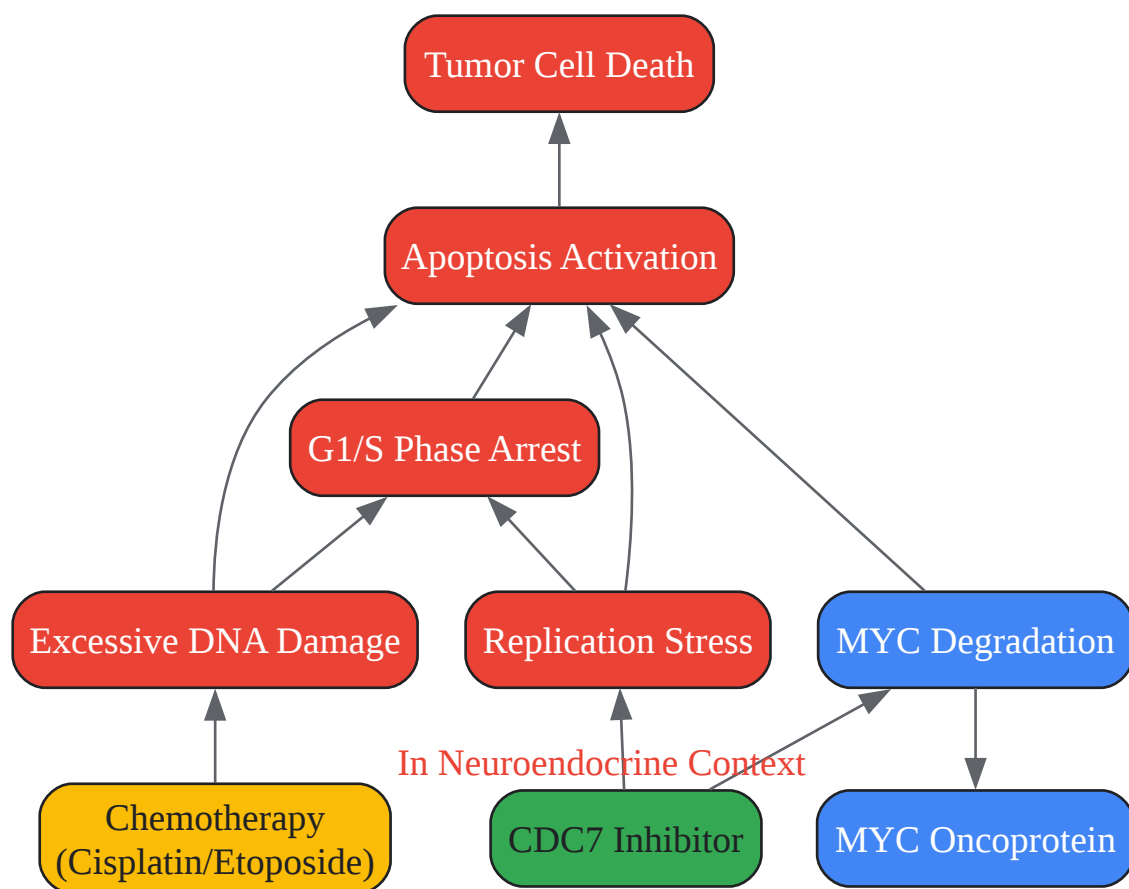 Tumor Cell Death
Apoptosis Activation
G1/S Phase Arrest
Excessive DNA Damage
Replication Stress
MYC Degradation
In Neuroendocrine Context
Chemotherapy
(Cisplatin/Etoposide)
CDC7 Inhibitor
MYC Oncoprotein